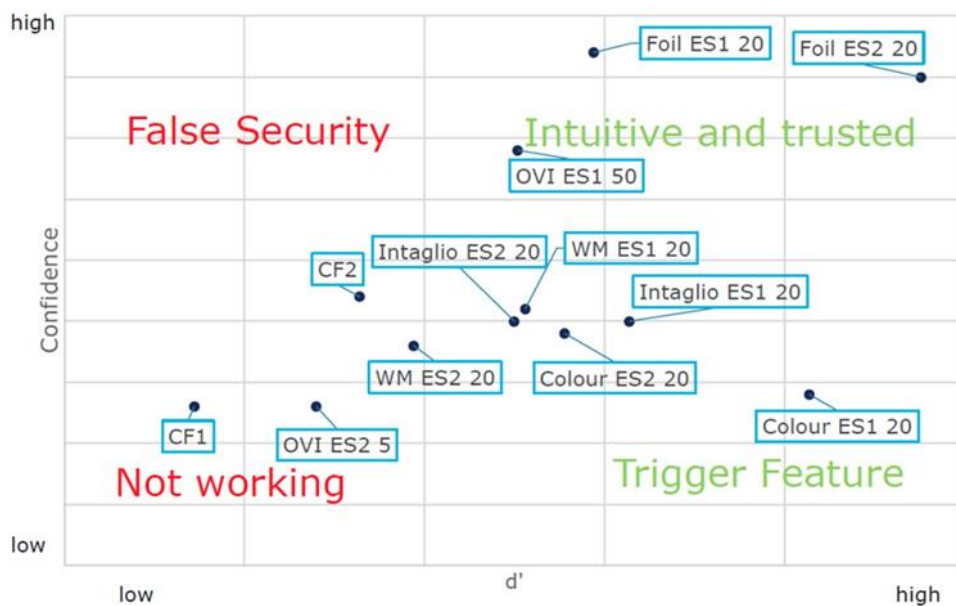 high
Foil ES1 20
Foil ES2 20
False Security
Intuitive and trusted
OVI ES1 50
Intaglio ES2 20
WM ES1 20
CF2
Intaglio ES1 20
Confidence
WM ES2 20
Colour ES2 20
CF1
OVI ES2 5
Colour ES1 20
Not working
Trigger Feature
low
low
d'
high